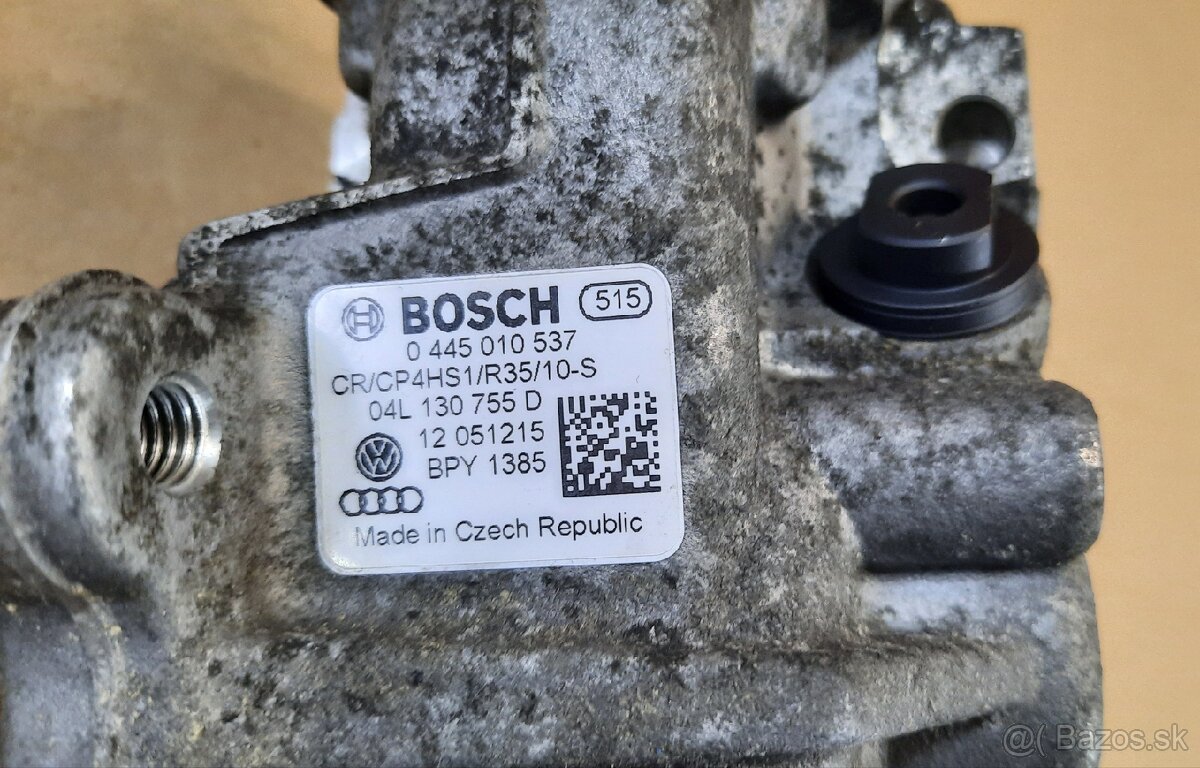 BOSCH 515
0 445 010 537
CR/CP4HS1/R35/10-S
04L 130 755 D
12 051215
BPY 1385
Made in Czech Republic
@( Bazos.sk